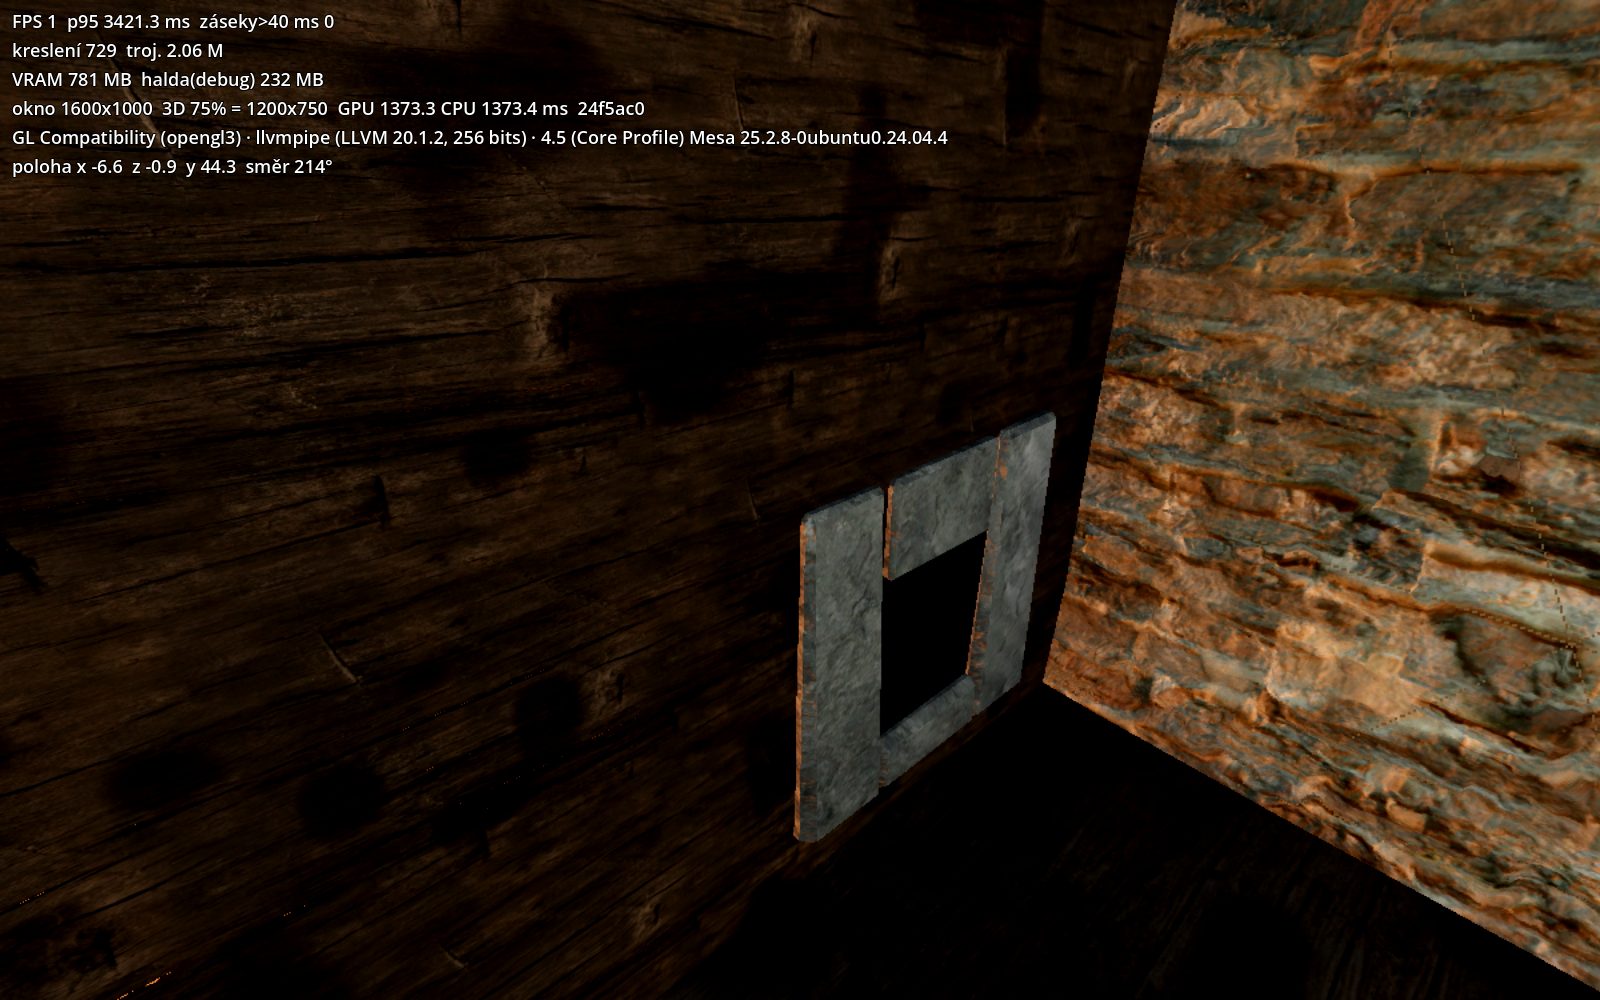 FPS 1 p95 3421.3 ms záseky>40 ms 0
kreslení 729 troj. 2.06 M
VRAM 781 MB halda(debug) 232 MB
okno 1600x1000 3D 75% = 1200x750 GPU 1373.3 CPU 1373.4 ms 24f5ac0
GL Compatibility (opengl3) · llvmpipe (LLVM 20.1.2, 256 bits) · 4.5 (Core Profile) Mesa 25.2.8-0ubuntu0.24.04.4
poloha x -6.6 z -0.9 y 44.3 směr 214°